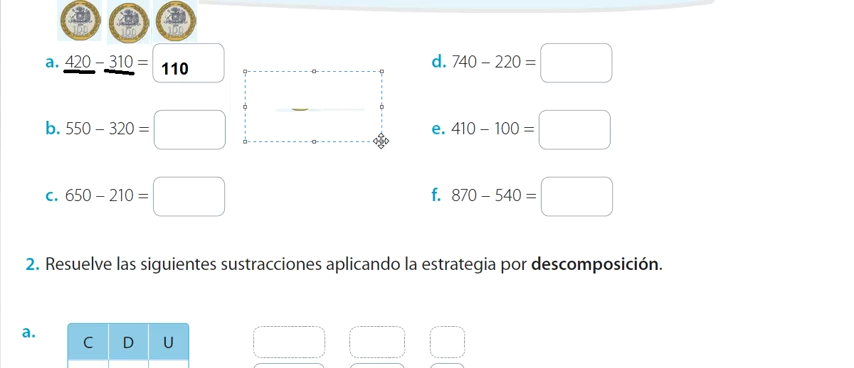 100 100 100
a. 420 – 310 = 110
d. 740 – 220 =
b. 550 – 320 =
e. 410 – 100 =
c. 650 – 210 =
f. 870 – 540 =
2. Resuelve las siguientes sustracciones aplicando la estrategia por descomposición.
a.
C D U